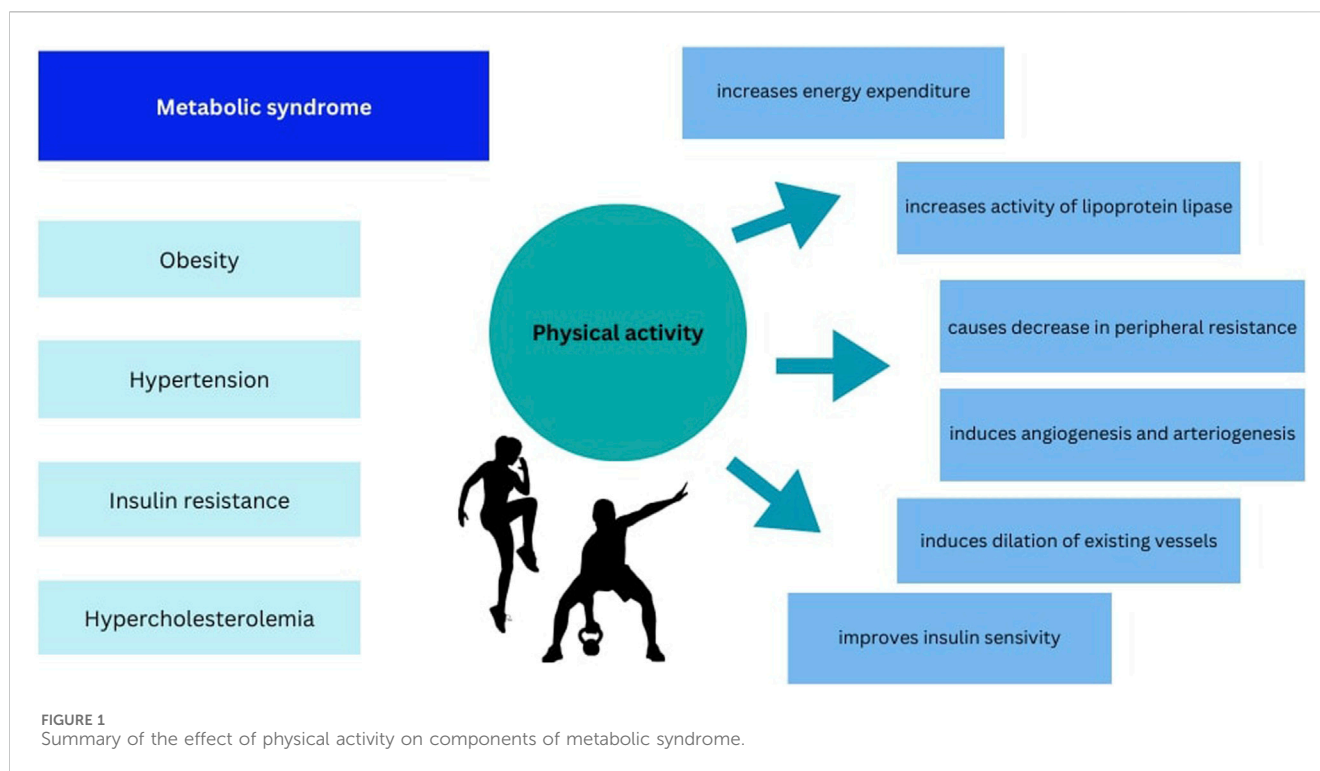 Metabolic syndrome
Obesity
Hypertension
Insulin resistance
Hypercholesterolemia
Physical activity
increases energy expenditure
increases activity of lipoprotein lipase
causes decrease in peripheral resistance
induces angiogenesis and arteriogenesis
induces dilation of existing vessels
improves insulin sensivity
FIGURE 1
Summary of the effect of physical activity on components of metabolic syndrome.